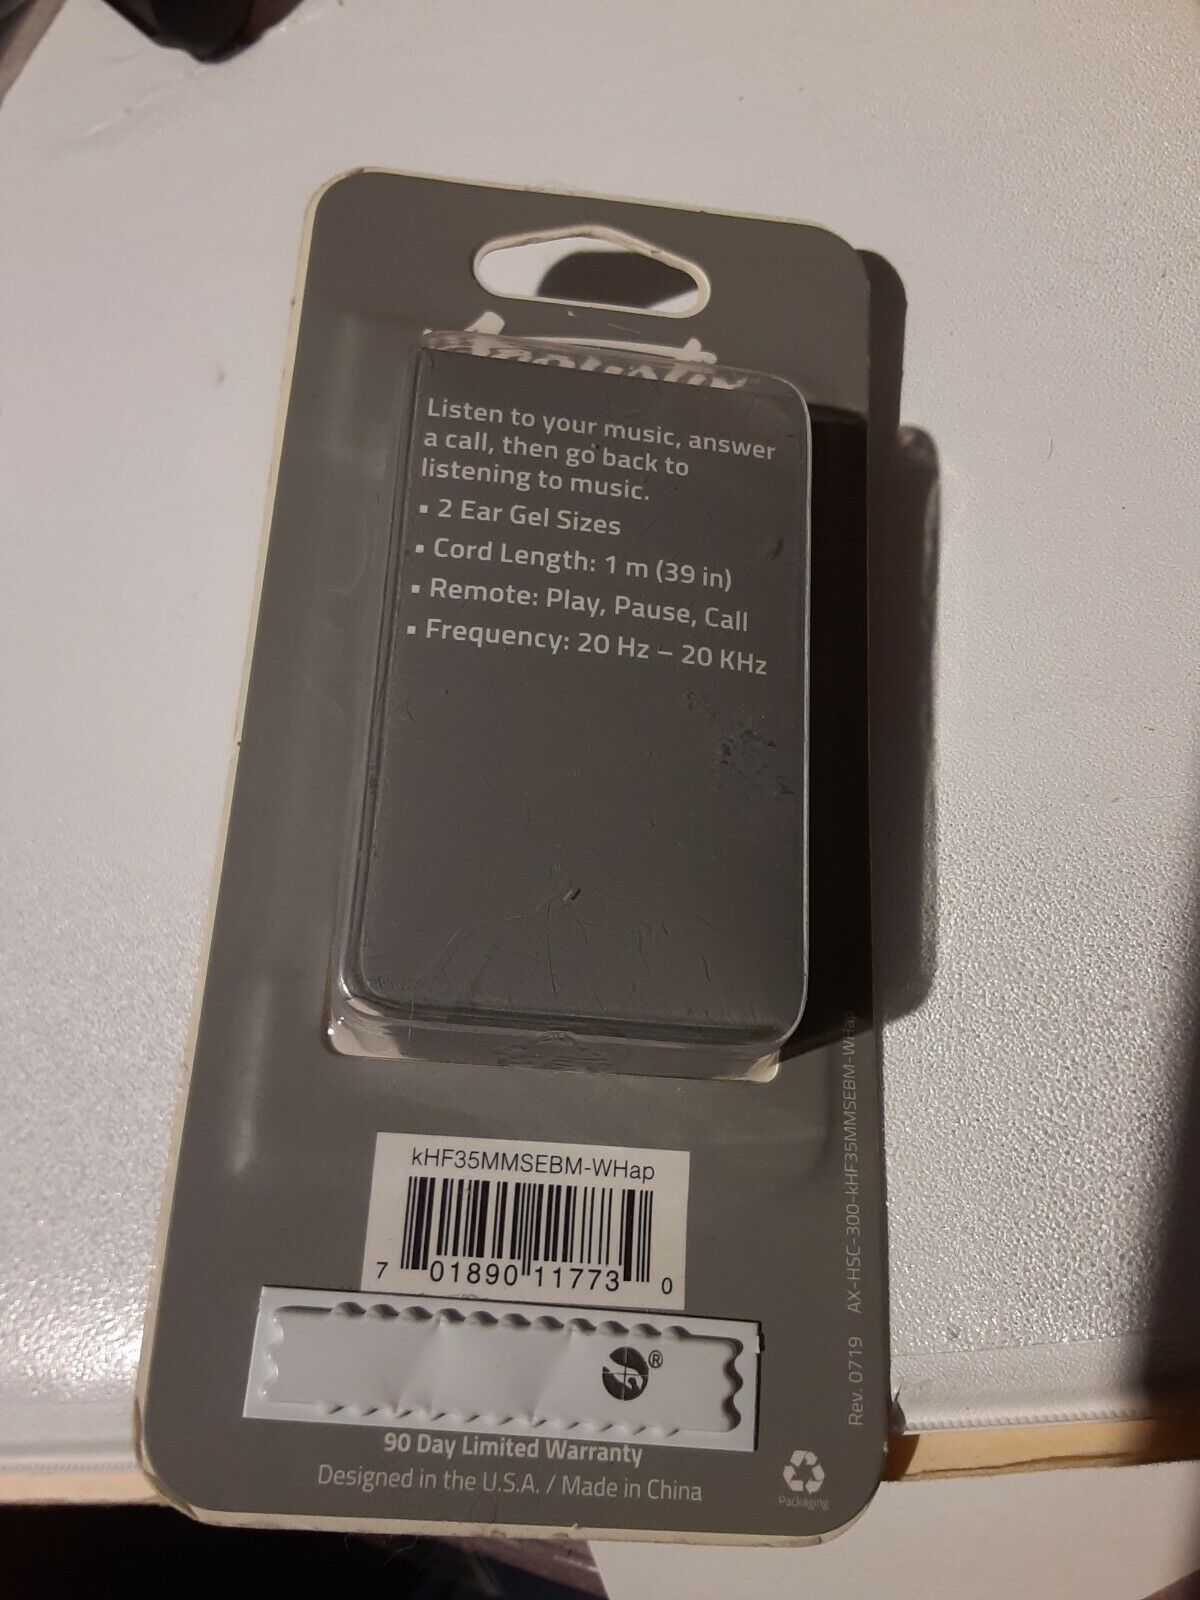 Listen to your music, answer
a call, then go back to
listening to music.
▪ 2 Ear Gel Sizes
▪ Cord Length: 1 m (39 in)
▪ Remote: Play, Pause, Call
▪ Frequency: 20 Hz – 20 KHz
kHF35MMSEBM-WHap
7 01890 11773 0
®
90 Day Limited Warranty
Designed in the U.S.A. / Made in China
Packaging
Rev. 0719 AX-HSC-300-kHF35MMSEBM-WHap